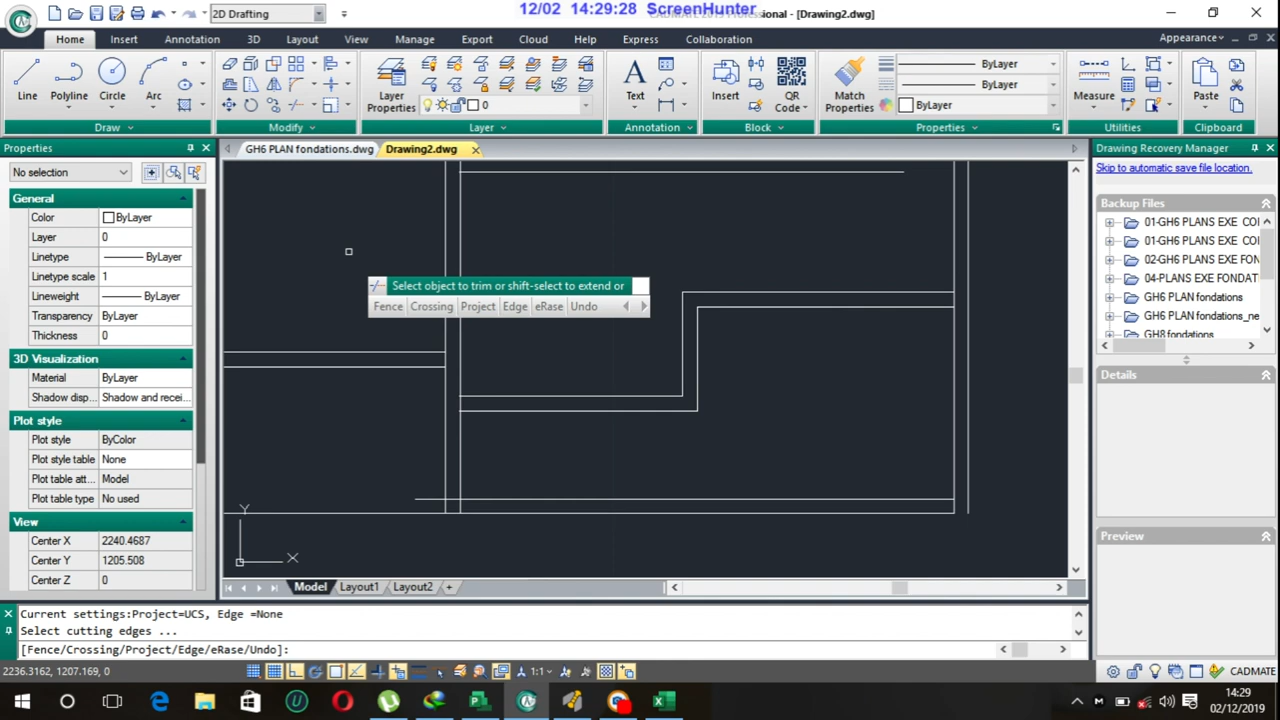 12/02 14:29:28 ScreenHunter
2D Drafting
sional - [Drawing2.dwg]
Home Insert Annotation 3D Layout View Manage Export Cloud Help Express Collaboration
Appearance
Line Polyline Circle Arc
Layer Properties
0
Text
Insert
QR Code
Match Properties
ByLayer
ByLayer
ByLayer
Measure
Paste
Draw Modify Layer Annotation Block Properties Utilities Clipboard
Properties
GH6 PLAN fondations.dwg Drawing2.dwg
Drawing Recovery Manager
No selection
Skip to automatic save file location.
General
Color ByLayer
Layer 0
Linetype ByLayer
Linetype scale 1
Lineweight ByLayer
Transparency ByLayer
Thickness 0
3D Visualization
Material ByLayer
Shadow disp... Shadow and recei...
Plot style
Plot style ByColor
Plot style table None
Plot table att... Model
Plot table type No used
View
Center X 2240.4687
Center Y 1205.508
Center Z 0
Select object to trim or shift-select to extend or
Fence Crossing Project Edge eRase Undo
Y
X
Backup Files
01-GH6 PLANS EXE CO
01-GH6 PLANS EXE CO
02-GH6 PLANS EXE FON
04-PLANS EXE FONDAT
GH6 PLAN fondations
GH6 PLAN fondations_ne
GH8 fondations
Details
Preview
Model Layout1 Layout2 +
Current settings:Project=UCS, Edge =None
Select cutting edges ...
[Fence/Crossing/Project/Edge/eRase/Undo]:
2236.3162, 1207.169, 0
1:1
CADMATE
14:29
02/12/2019